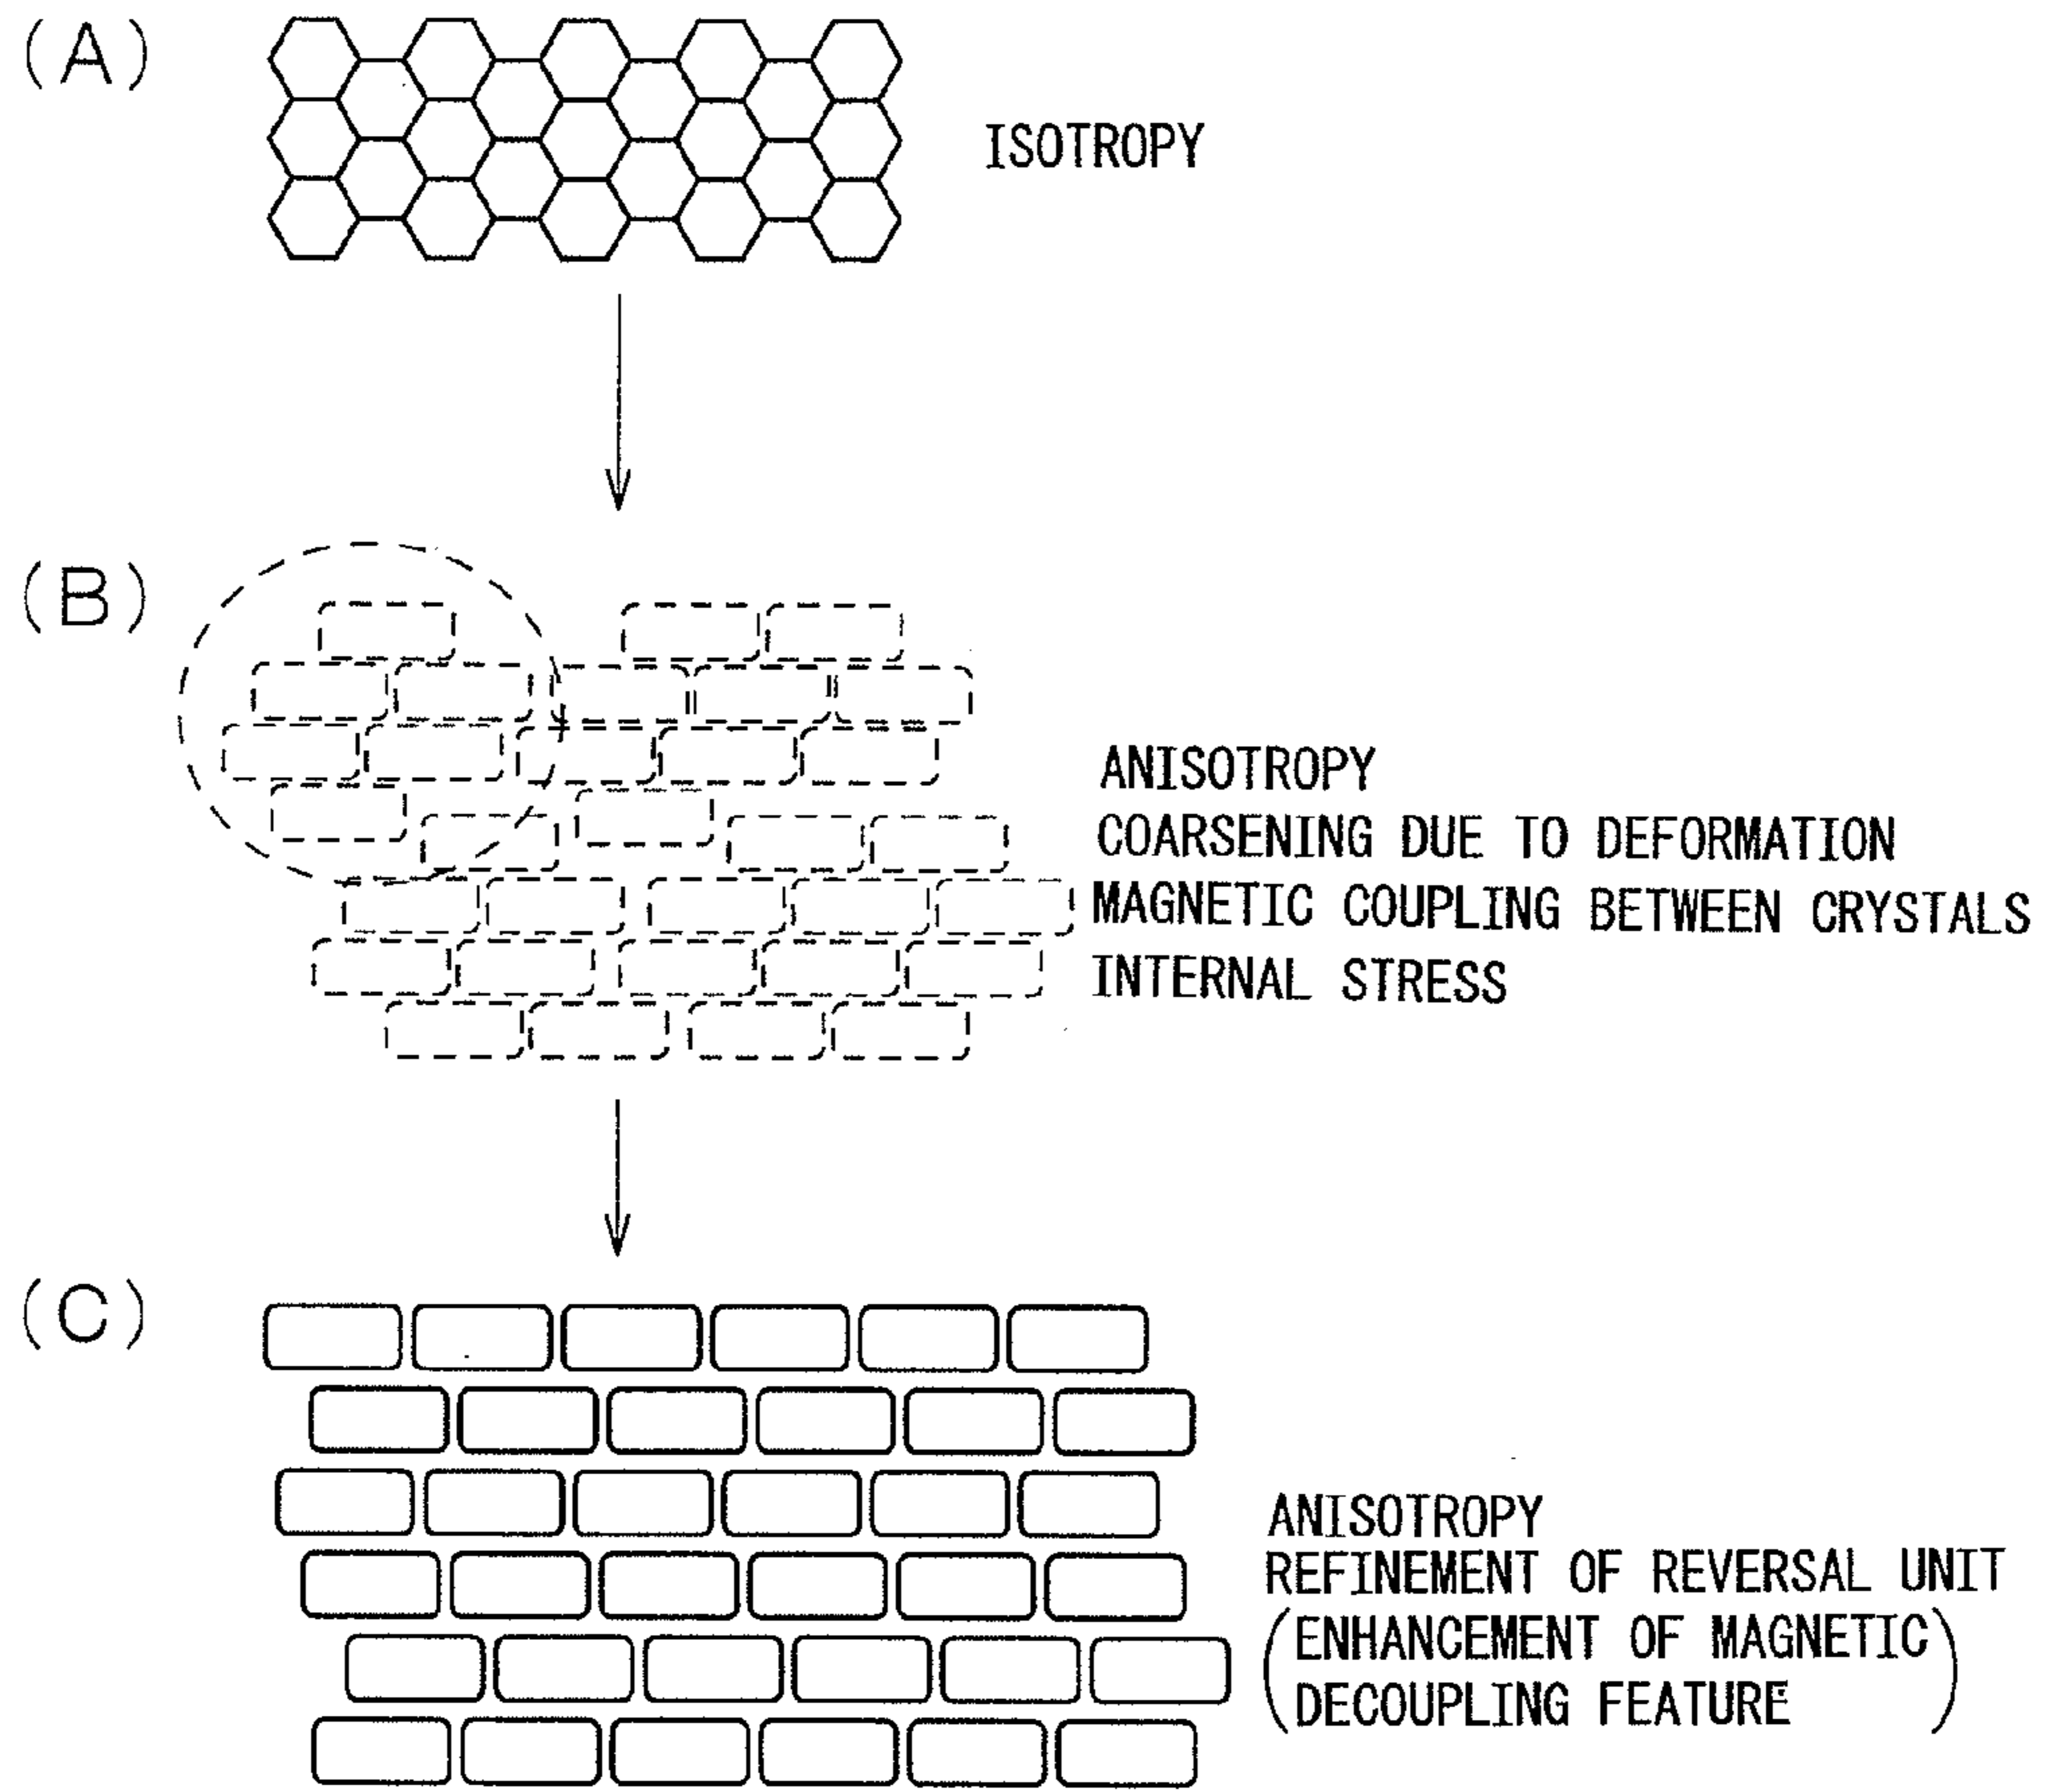 (A)
ISOTROPY
(B)
ANISOTROPY
COARSENING DUE TO DEFORMATION
MAGNETIC COUPLING BETWEEN CRYSTALS
INTERNAL STRESS
(C)
ANISOTROPY
REFINEMENT OF REVERSAL UNIT
(ENHANCEMENT OF MAGNETIC
DECOUPLING FEATURE)